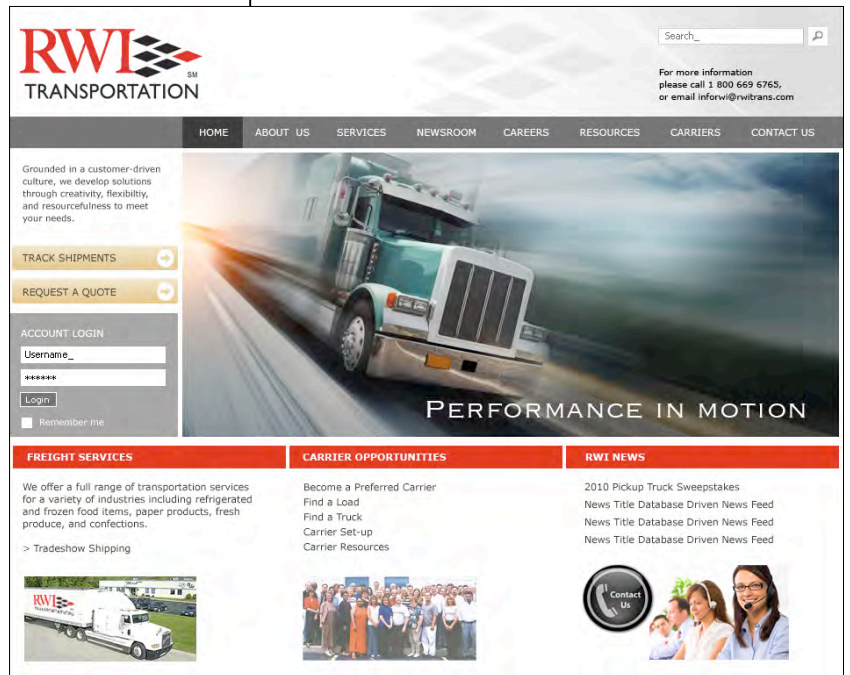 RWI
SM
TRANSPORTATION
Search_
For more information
please call 1 800
669 6765,
or email inforwi@rwitrans.com
HOME ABOUT US SERVICES NEWSROOM CAREERS RESOURCES CARRIERS CONTACT US
Grounded in a customer-driven
culture, we develop solutions
through creativity, flexibiltiy,
and resourcefulness to meet
your needs.
TRACK SHIPMENTS
REQUEST A QUOTE
ACCOUNT LOGIN
Username_
******
Login
Remember me
PERFORMANCE IN MOTION
FREIGHT SERVICES
We offer a full range of transportation services
for a variety of industries including refrigerated
and frozen food items, paper products, fresh
produce, and confections.
> Tradeshow Shipping
RWI
TRANSPORTATION
CARRIER OPPORTUNITIES
Become a Preferred Carrier
Find a Load
Find a Truck
Carrier Set-up
Carrier Resources
RWI NEWS
2010 Pickup Truck Sweepstakes
News Title Database Driven News Feed
News Title Database Driven News Feed
News Title Database Driven News Feed
Contact
Us